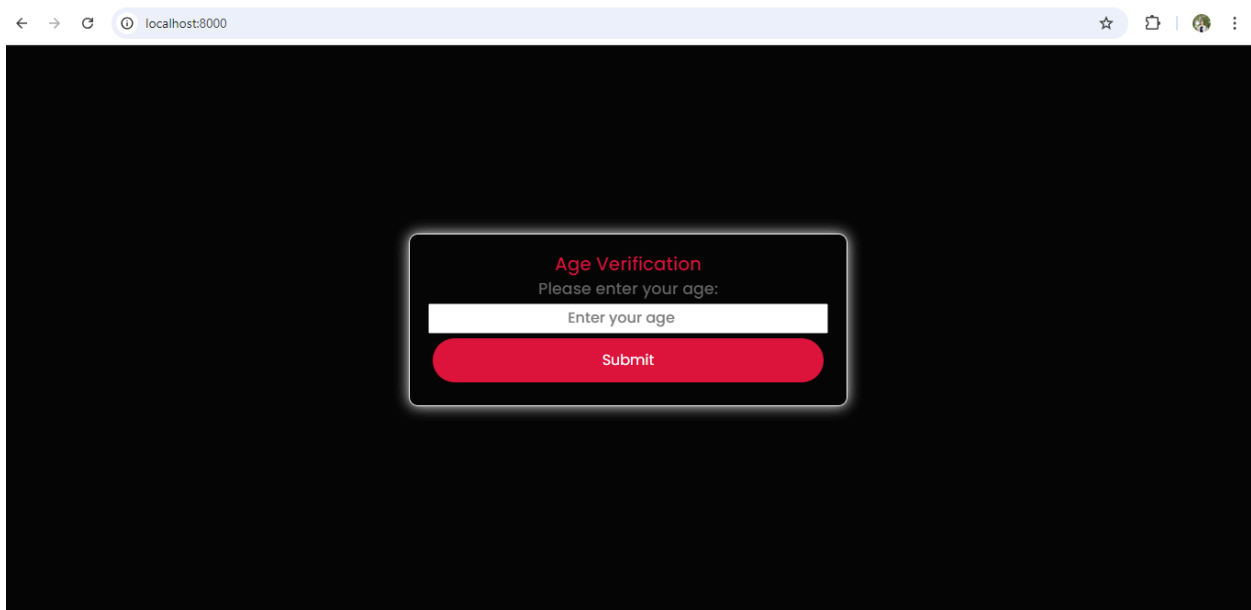 localhost:8000
Age Verification
Please enter your age:
Enter your age
Submit